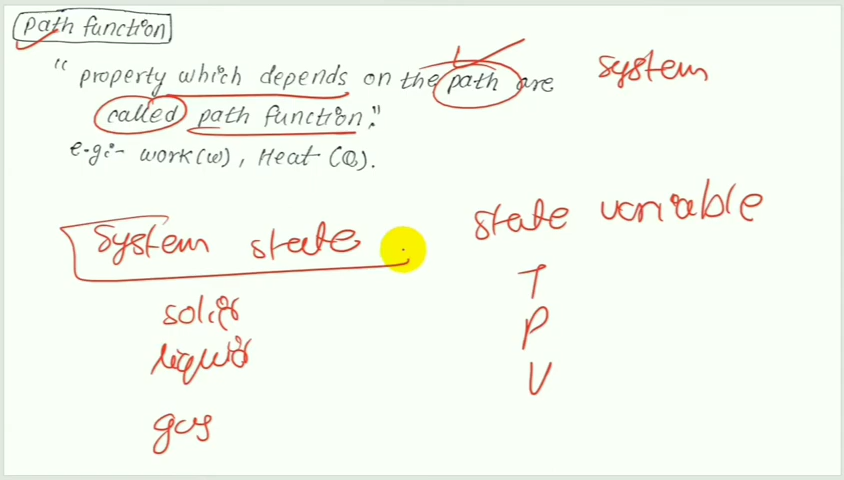 path function
" property which depends on the path are
called path function."
e.g:- work(w), Heat (Q).
system
system state
state variable
solid
liquid
gas
T
P
V